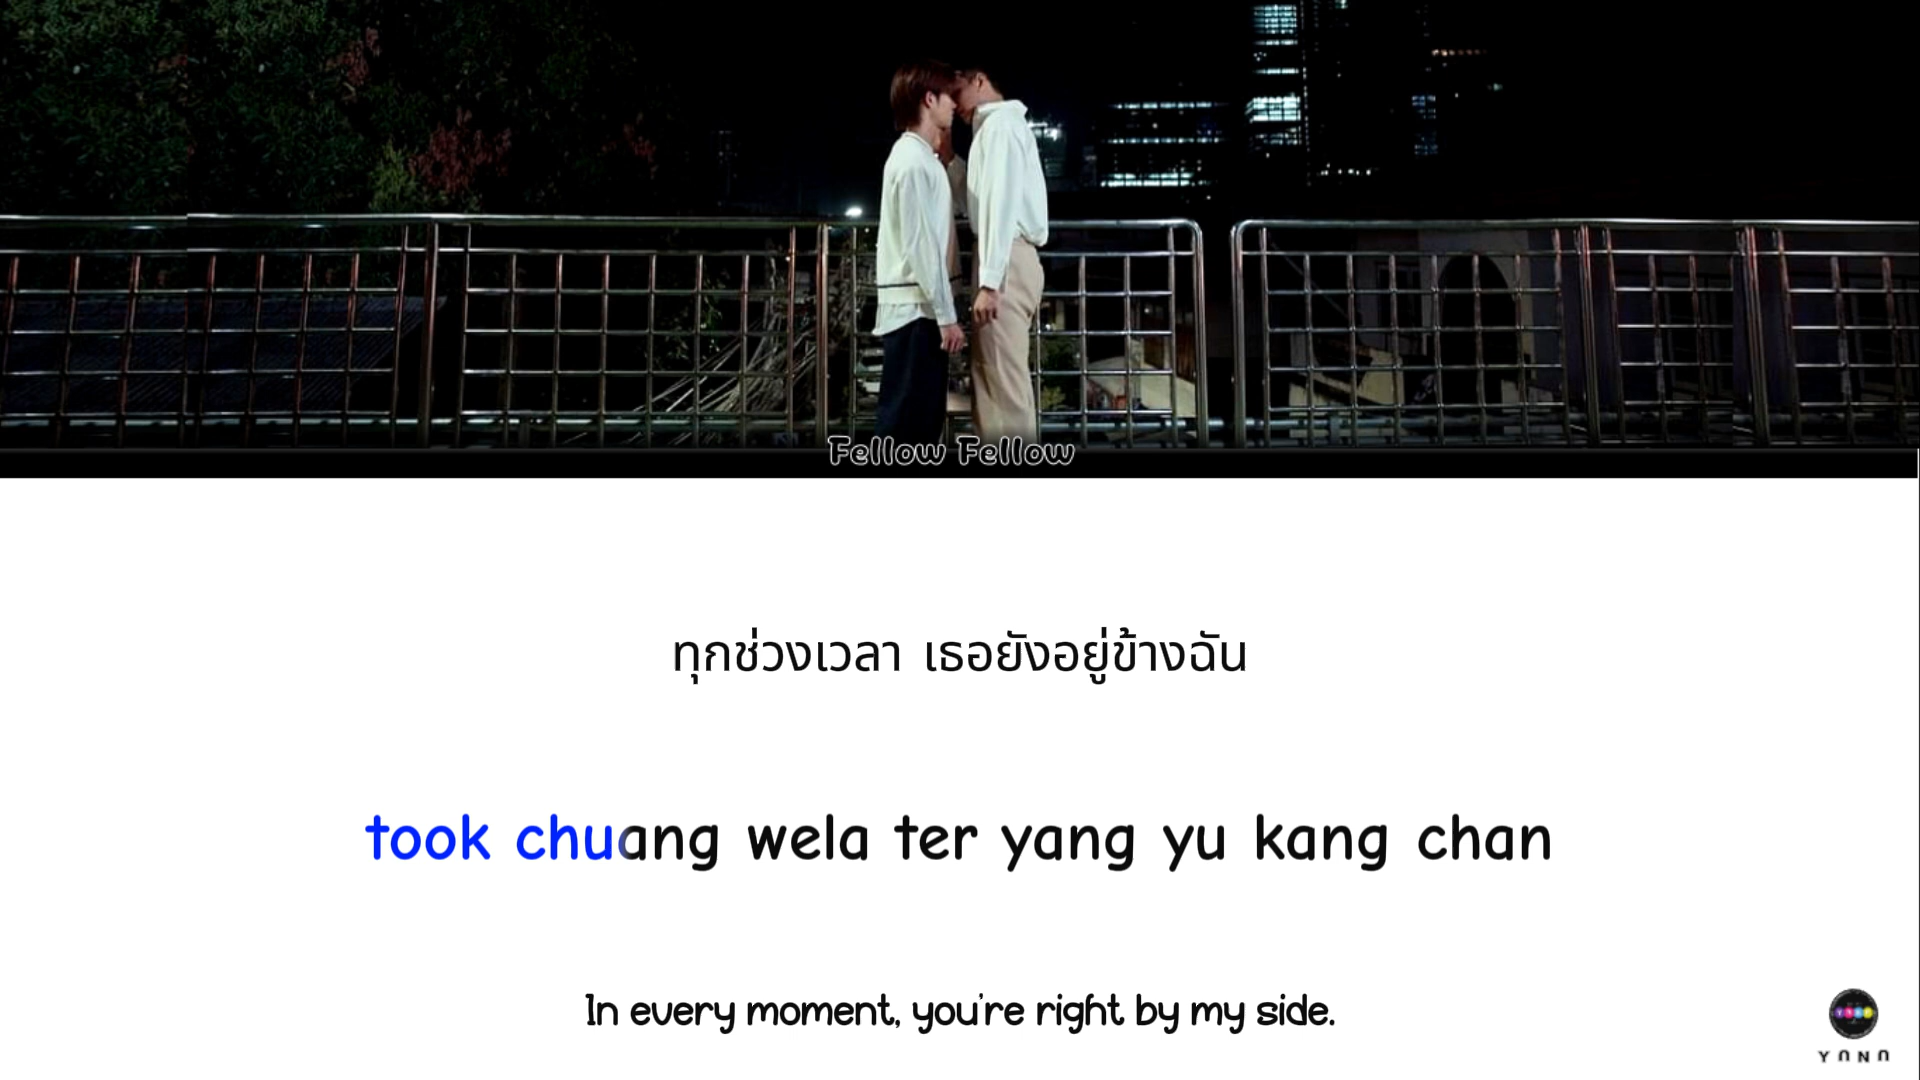 Fellow Fellow
ทุกช่วงเวลา เธอยังอยู่ข้างฉัน
took chuang wela ter yang yu kang chan
In every moment, you're right by my side.
YANA